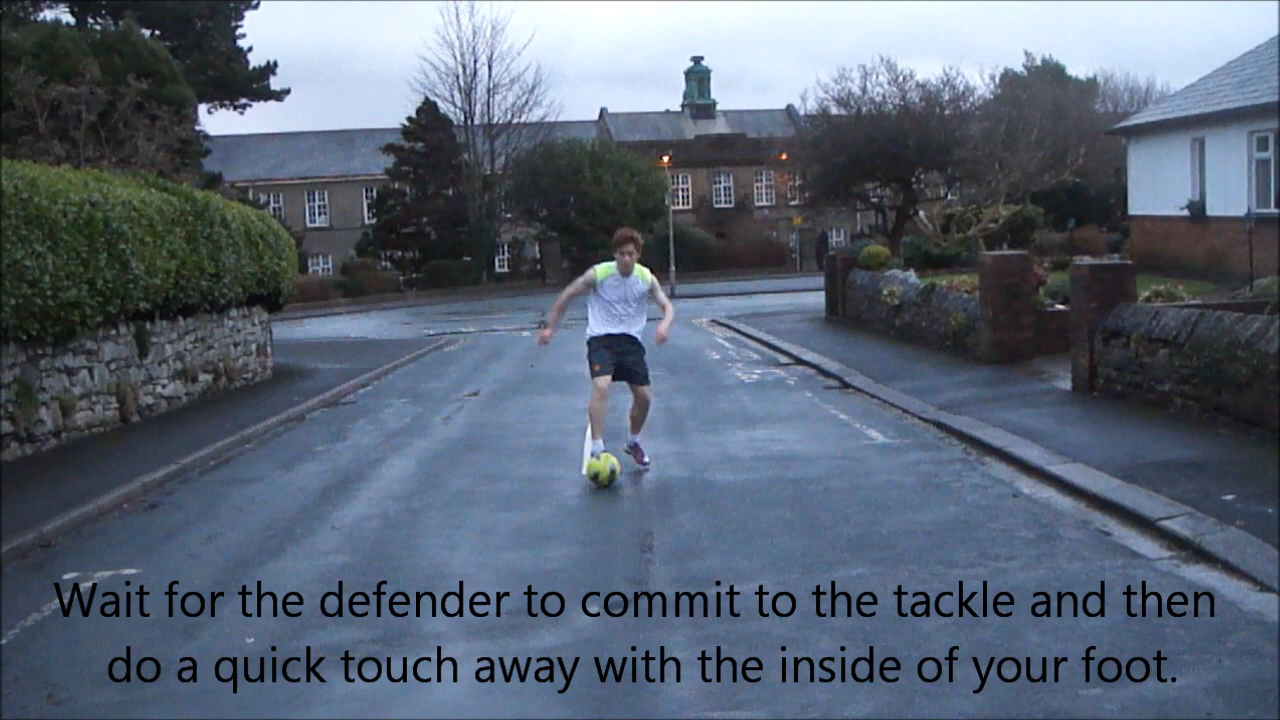 Wait for the defender to commit to the tackle and then
do a quick touch away with the inside of your foot.